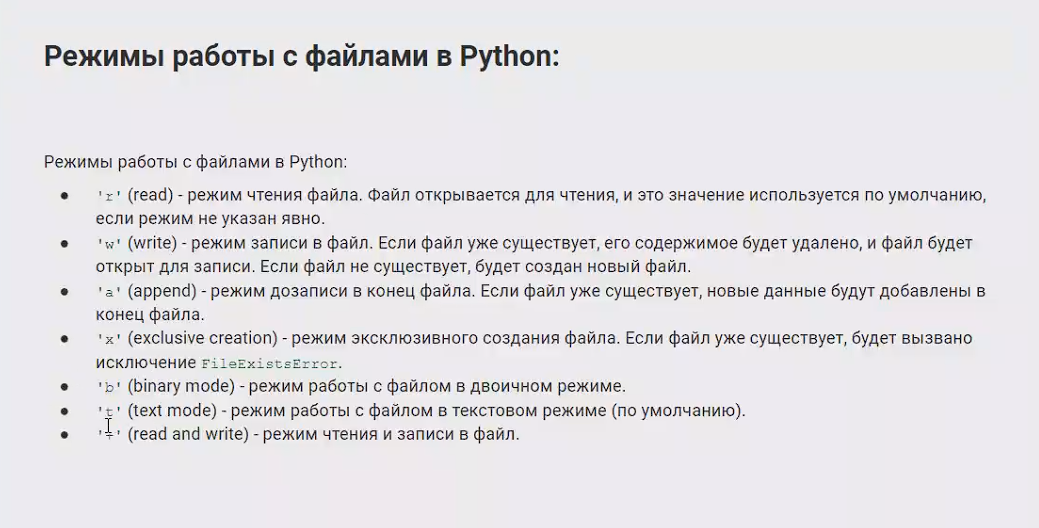 Режимы работы с файлами в Python:
Режимы работы с файлами в Python:
● 'r' (read) - режим чтения файла. Файл открывается для чтения, и это значение используется по умолчанию,
если режим не указан явно.
● 'w' (write) - режим записи в файл. Если файл уже существует, его содержимое будет удалено, и файл будет
открыт для записи. Если файл не существует, будет создан новый файл.
● 'a' (append) - режим дозаписи в конец файла. Если файл уже существует, новые данные будут добавлены в
конец файла.
● 'x' (exclusive creation) - режим эксклюзивного создания файла. Если файл уже существует, будет вызвано
исключение FileExistsError.
● 'b' (binary mode) - режим работы с файлом в двоичном режиме.
● 't' (text mode) - режим работы с файлом в текстовом режиме (по умолчанию).
● '+' (read and write) - режим чтения и записи в файл.